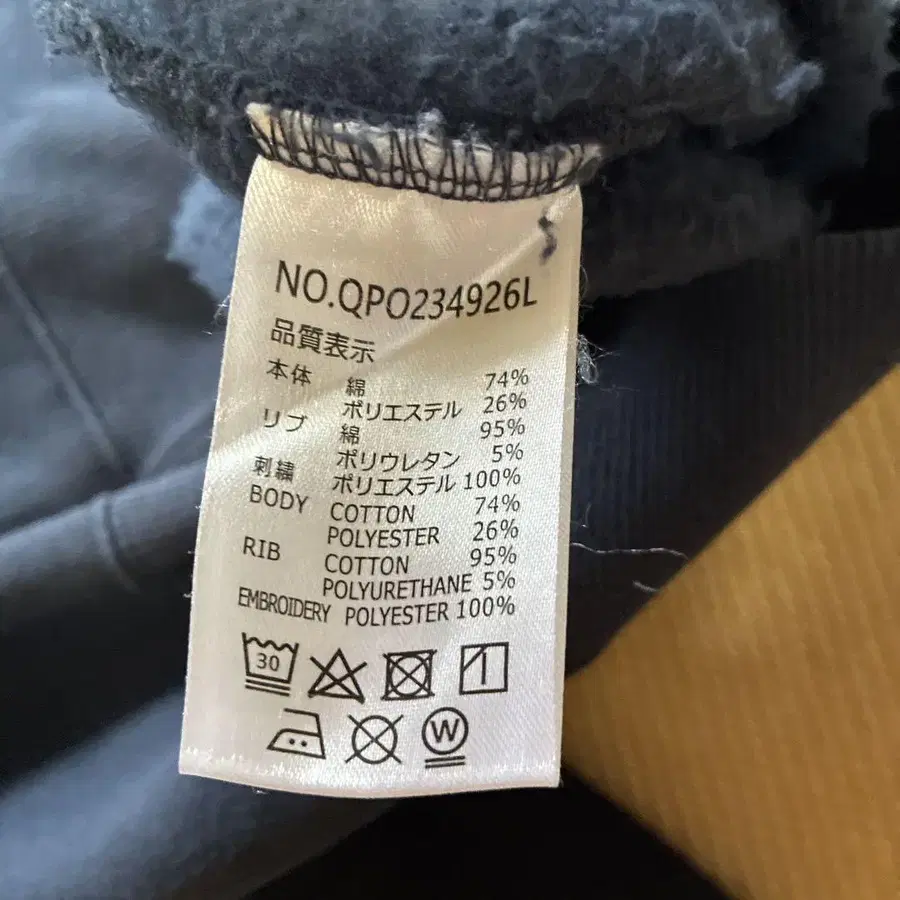 NO.QPO234926L
品質表示
本体 綿 74%
ポリエステル 26%
リブ 綿 95%
ポリウレタン 5%
刺繍 ポリエステル 100%
BODY COTTON 74%
POLYESTER 26%
RIB COTTON 95%
POLYURETHANE 5%
EMBROIDERY POLYESTER 100%
30
W